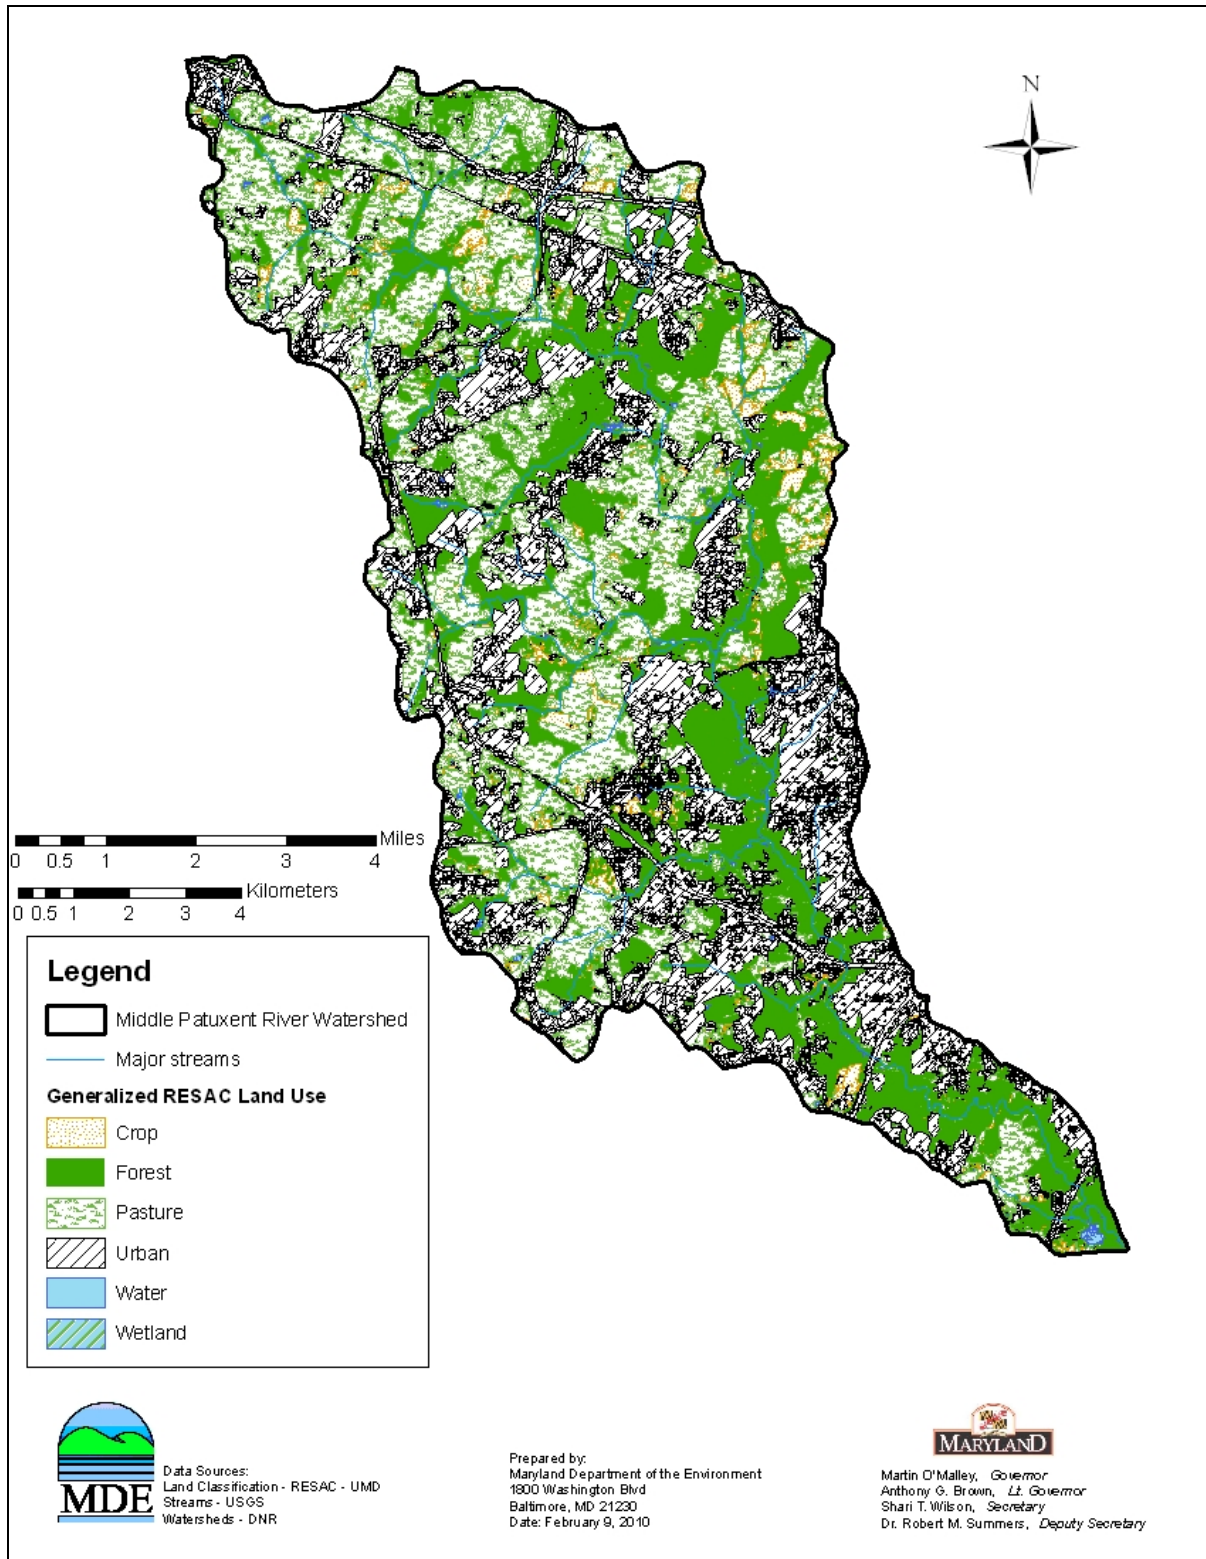 N
Miles
0 0.5 1 2 3 4
Kilometers
0 0.5 1 2 3 4
Legend
Middle Patuxent River Watershed
Major streams
Generalized RESAC Land Use
Crop
Forest
Pasture
Urban
Water
Wetland
MDE
Data Sources:
Land Classification - RESAC - UMD
Streams - USGS
Watersheds - DNR
Prepared by:
Maryland Department of the Environment
1800 Washington Blvd
Baltimore, MD 21230
Date: February 9, 2010
MARYLAND
Martin O'Malley, Governor
Anthony G. Brown, Lt. Governor
Shari T. Wilson, Secretary
Dr. Robert M. Summers, Deputy Secretary